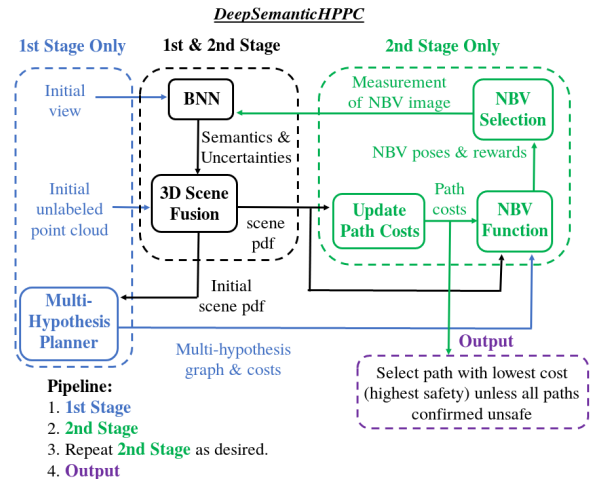 DeepSemanticHPPC
1st Stage Only
1st & 2nd Stage
2nd Stage Only
Initial
view
BNN
Measurement
of NBV image
NBV
Selection
Semantics &
Uncertainties
NBV poses & rewards
Initial
unlabeled
point cloud
3D Scene
Fusion
scene
pdf
Update
Path Costs
Path
costs
NBV
Function
Initial
scene pdf
Multi-
Hypothesis
Planner
Multi-hypothesis
graph & costs
Output
Select path with lowest cost
(highest safety) unless all paths
confirmed unsafe
Pipeline:
1. 1st Stage
2. 2nd Stage
3. Repeat 2nd Stage as desired.
4. Output